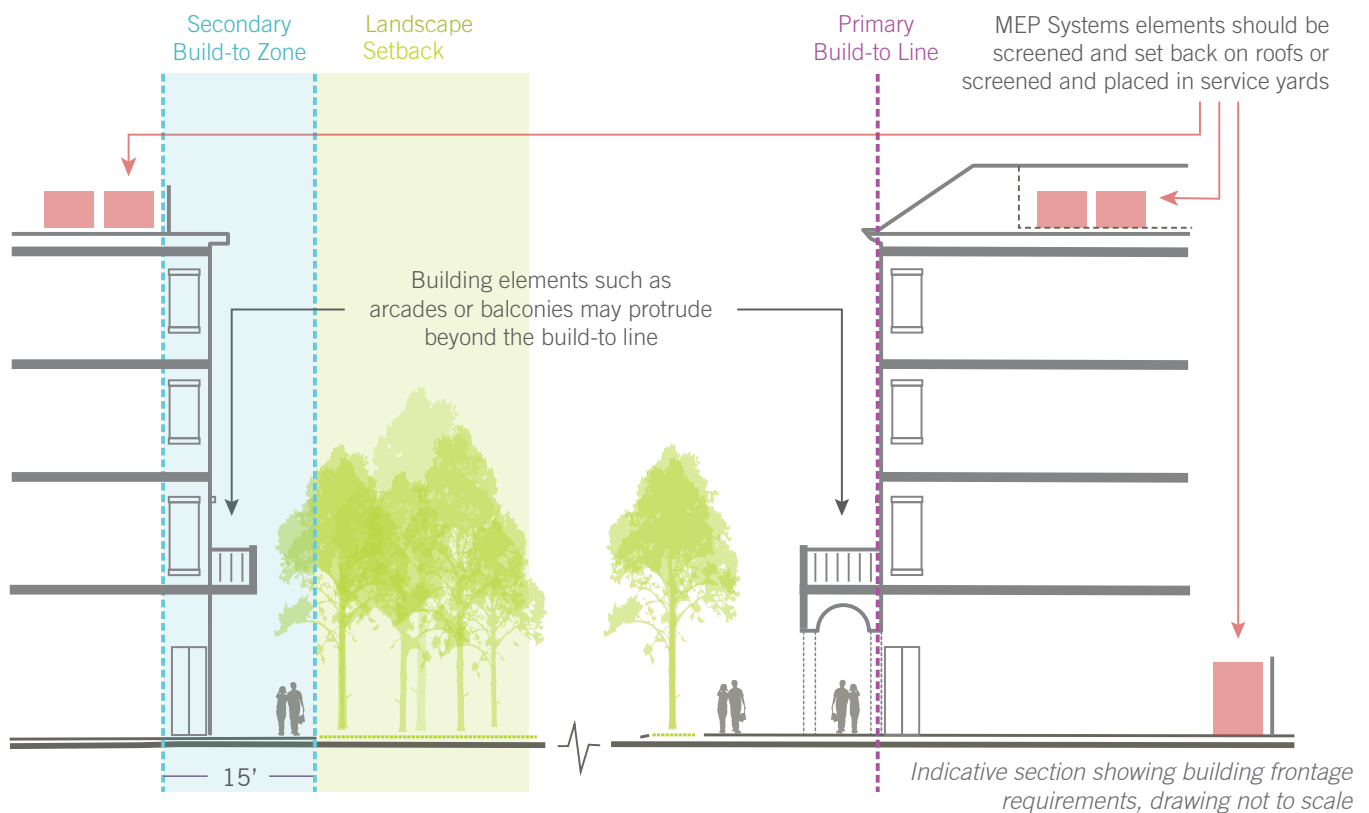 Secondary
Build-to Zone
Landscape
Setback
Primary
Build-to Line
MEP Systems elements should be
screened and set back on roofs or
screened and placed in service yards
Building elements such as
arcades or balconies may protrude
beyond the build-to line
15’
Indicative section showing building frontage
requirements, drawing not to scale